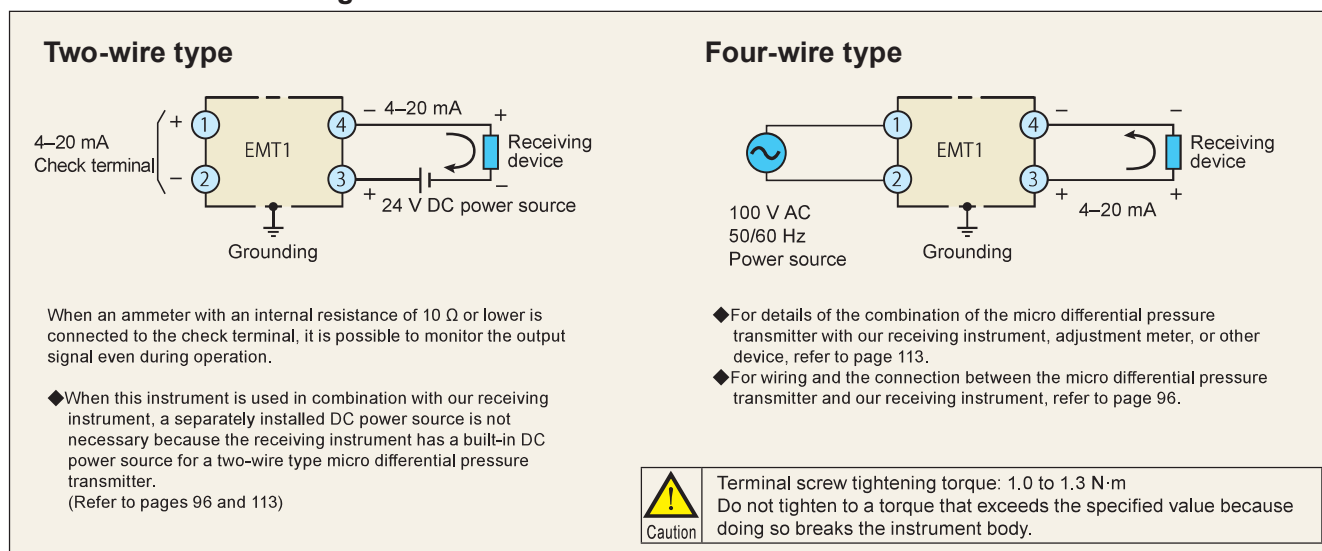 Two-wire type
4–20 mA
Check terminal
+
−
1
2
EMT1
4
3
− 4–20 mA
+
Receiving
device
−
+
24 V DC power source
Grounding
When an ammeter with an internal resistance of 10 Ω or lower is
connected to the check terminal, it is possible to monitor the output
signal even during operation.
◆When this instrument is used in combination with our receiving
instrument, a separately installed DC power source is not
necessary because the receiving instrument has a built-in DC
power source for a two-wire type micro differential pressure
transmitter.
(Refer to pages 96 and 113)
Four-wire type
1
2
EMT1
4
3
−
−
Receiving
device
+
+
4–20 mA
100 V AC
50/60 Hz
Power source
Grounding
◆For details of the combination of the micro differential pressure
transmitter with our receiving instrument, adjustment meter, or other
device, refer to page 113.
◆For wiring and the connection between the micro differential pressure
transmitter and our receiving instrument, refer to page 96.
Caution
Terminal screw tightening torque: 1.0 to 1.3 N·m
Do not tighten to a torque that exceeds the specified value because
doing so breaks the instrument body.